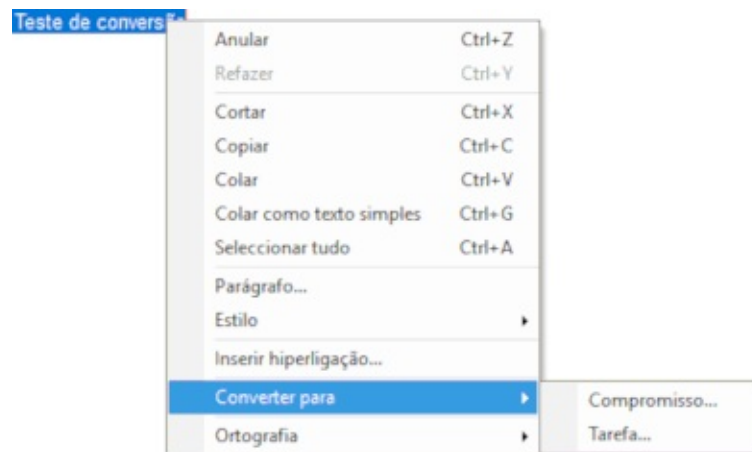 Teste de conversão
Anular Ctrl+Z
Refazer Ctrl+Y
Cortar Ctrl+X
Copiar Ctrl+C
Colar Ctrl+V
Colar como texto simples Ctrl+G
Seleccionar tudo Ctrl+A
Parágrafo...
Estilo
Inserir hiperligação...
Converter para
Compromisso...
Ortografia
Tarefa...